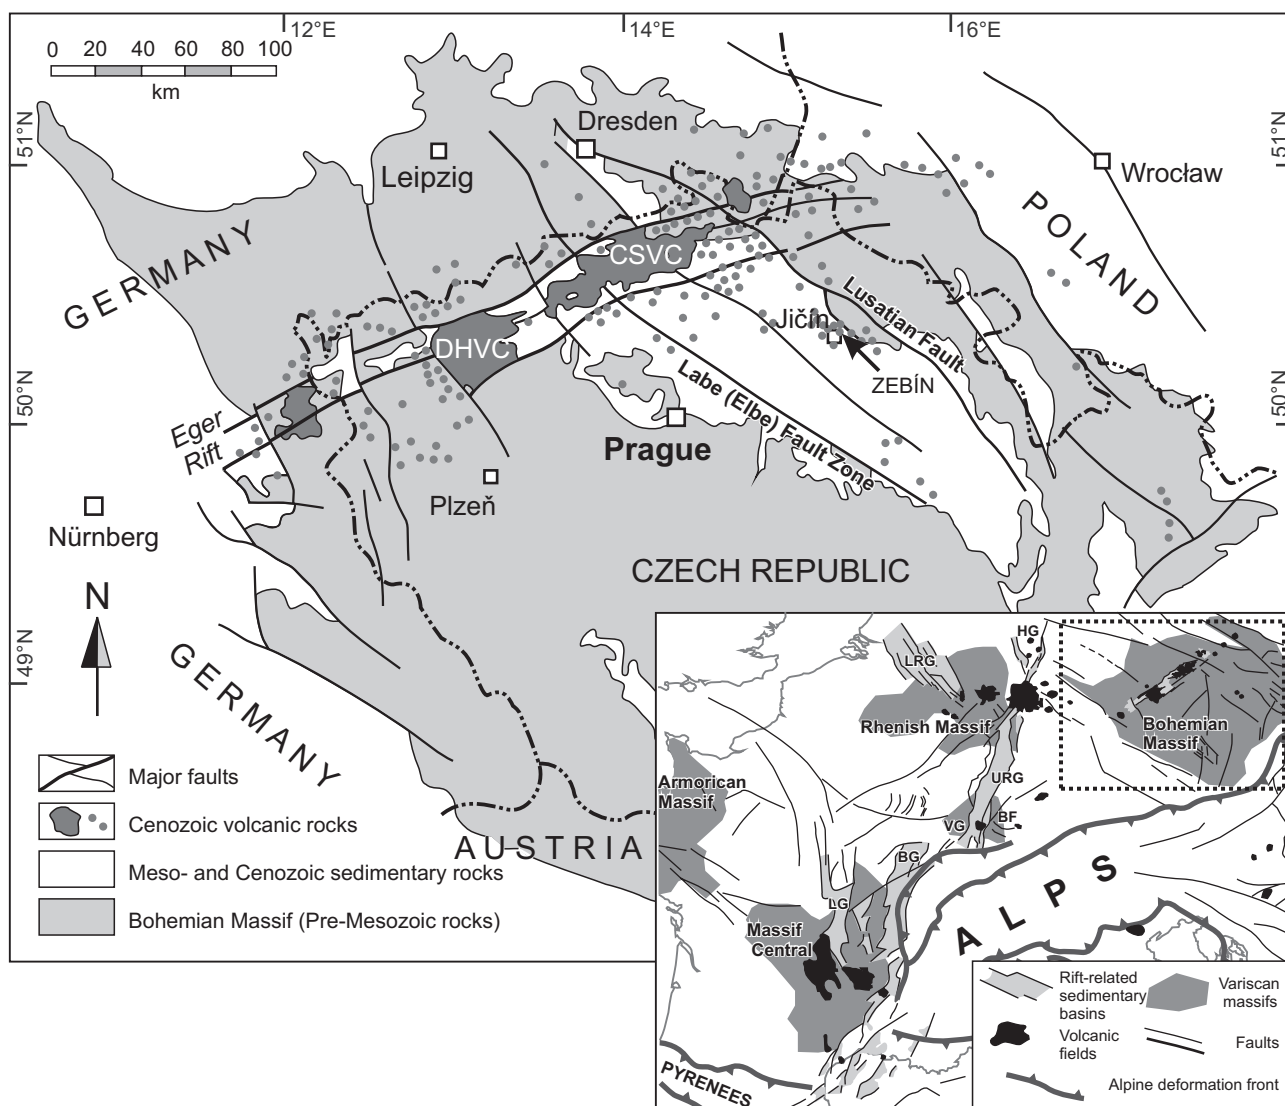 12°E
14°E
16°E
0 20 40 60 80 100
km
51°N
51°N
50°N
50°N
49°N
Dresden
Leipzig
Wrocław
POLAND
GERMANY
CSVC
DHVC
Jičín
Lusatian Fault
ZEBÍN
Labe (Elbe) Fault Zone
Eger
Rift
Prague
Plzeň
Nürnberg
CZECH REPUBLIC
N
GERMANY
AUSTRIA
Major faults
Cenozoic volcanic rocks
Meso- and Cenozoic sedimentary rocks
Bohemian Massif (Pre-Mesozoic rocks)
HG
LRG
Rhenish Massif
Bohemian
Massif
Armorican
Massif
URG
VG
BF
BG
LG
Massif
Central
ALPS
PYRENEES
Rift-related
sedimentary
basins
Variscan
massifs
Volcanic
fields
Faults
Alpine deformation front